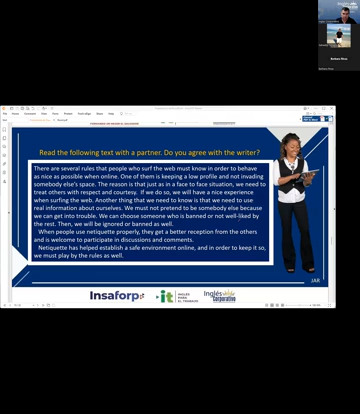 Read the following text with a partner. Do you agree with the writer?
There are several rules that people who surf the web must know in order to behave
as nice as possible when online. One of them is keeping a low profile and not invading
somebody else's space. The reason is that just as in a face to face situation, we need to
treat others with respect and courtesy. If we do so, we will have a nice experience
when surfing the web. Another thing that we need to know is that we need to use
real information about ourselves. We must not pretend to be somebody else because
we can get into trouble. We can choose someone who is banned or not well-liked by
the rest. Then, we will be ignored or banned as well.
When people use netiquette properly, they get a better reception from the others
and is welcome to participate in discussions and comments.
Netiquette has helped establish a safe environment online, and in order to keep it so,
we must play by the rules as well.
JAR
Insaforp
it
INGLÉS
PARA
EL TRABAJO
Inglés
Corporativo